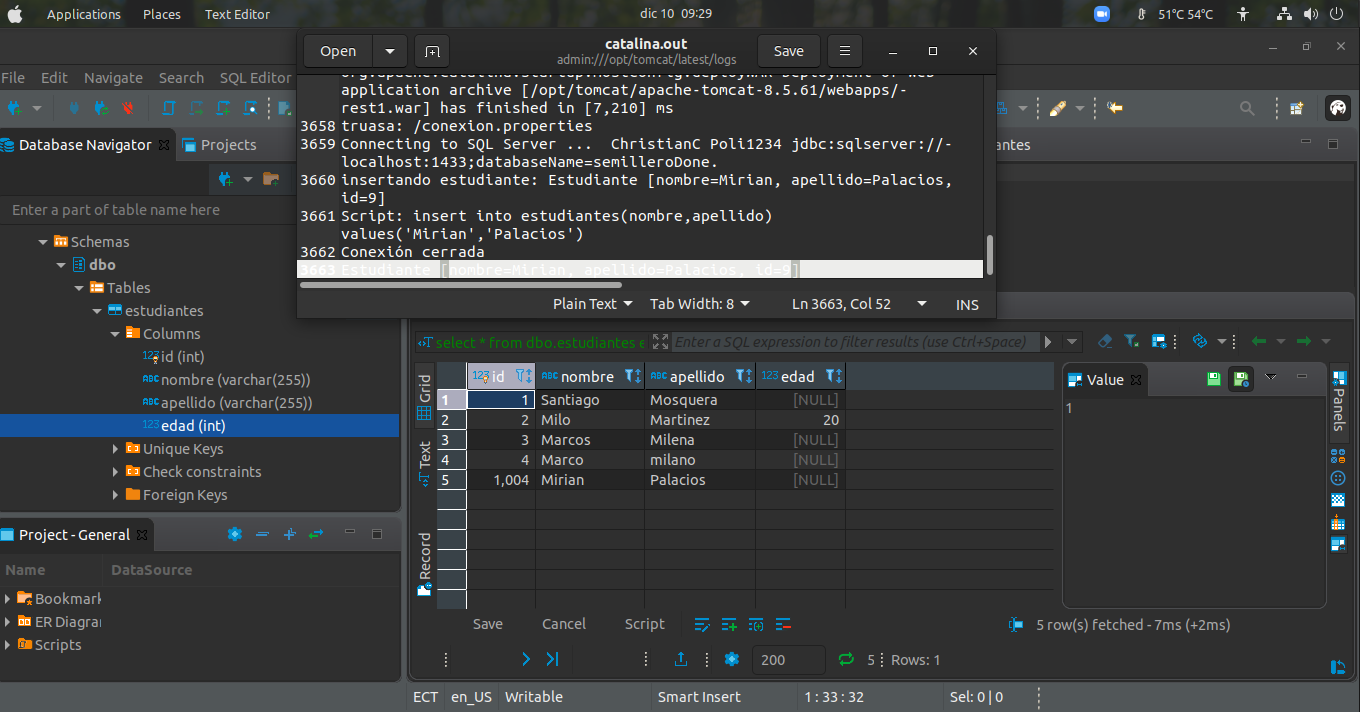 Applications Places Text Editor dic 10 09:29 51°C 54°C
Open catalina.out Save
admin:///opt/tomcat/latest/logs
File Edit Navigate Search SQL Editor
application archive [/opt/tomcat/apache-tomcat-8.5.61/webapps/-
rest1.war] has finished in [7,210] ms
3658 truasa: /conexion.properties
3659 Connecting to SQL Server ... ChristianC Poli1234 jdbc:sqlserver://-
localhost:1433;databaseName=semilleroDone.
3660 insertando estudiante: Estudiante [nombre=Mirian, apellido=Palacios,
id=9]
3661 Script: insert into estudiantes(nombre,apellido)
values('Mirian','Palacios')
3662 Conexión cerrada
3663 Estudiante [nombre=Mirian, apellido=Palacios, id=9]
Plain Text Tab Width: 8 Ln 3663, Col 52 INS
Database Navigator Projects
antes
Enter a part of table name here
Schemas
dbo
Tables
estudiantes
Columns
id (int)
nombre (varchar(255))
apellido (varchar(255))
edad (int)
Unique Keys
Check constraints
Foreign Keys
Project - General
Name DataSource
Bookmark
ER Diagra
Scripts
select * from dbo.estudiantes e Enter a SQL expression to filter results (use Ctrl+Space)
Grid
Text
Record
123 id ABC nombre ABC apellido 123 edad
1 1 Santiago Mosquera [NULL]
2 2 Milo Martinez 20
3 3 Marcos Milena [NULL]
4 4 Marco milano [NULL]
5 1,004 Mirian Palacios [NULL]
Value
1
Panels
Save Cancel Script 5 row(s) fetched - 7ms (+2ms)
200 5 Rows: 1
ECT en_US Writable Smart Insert 1 : 33 : 32 Sel: 0 | 0